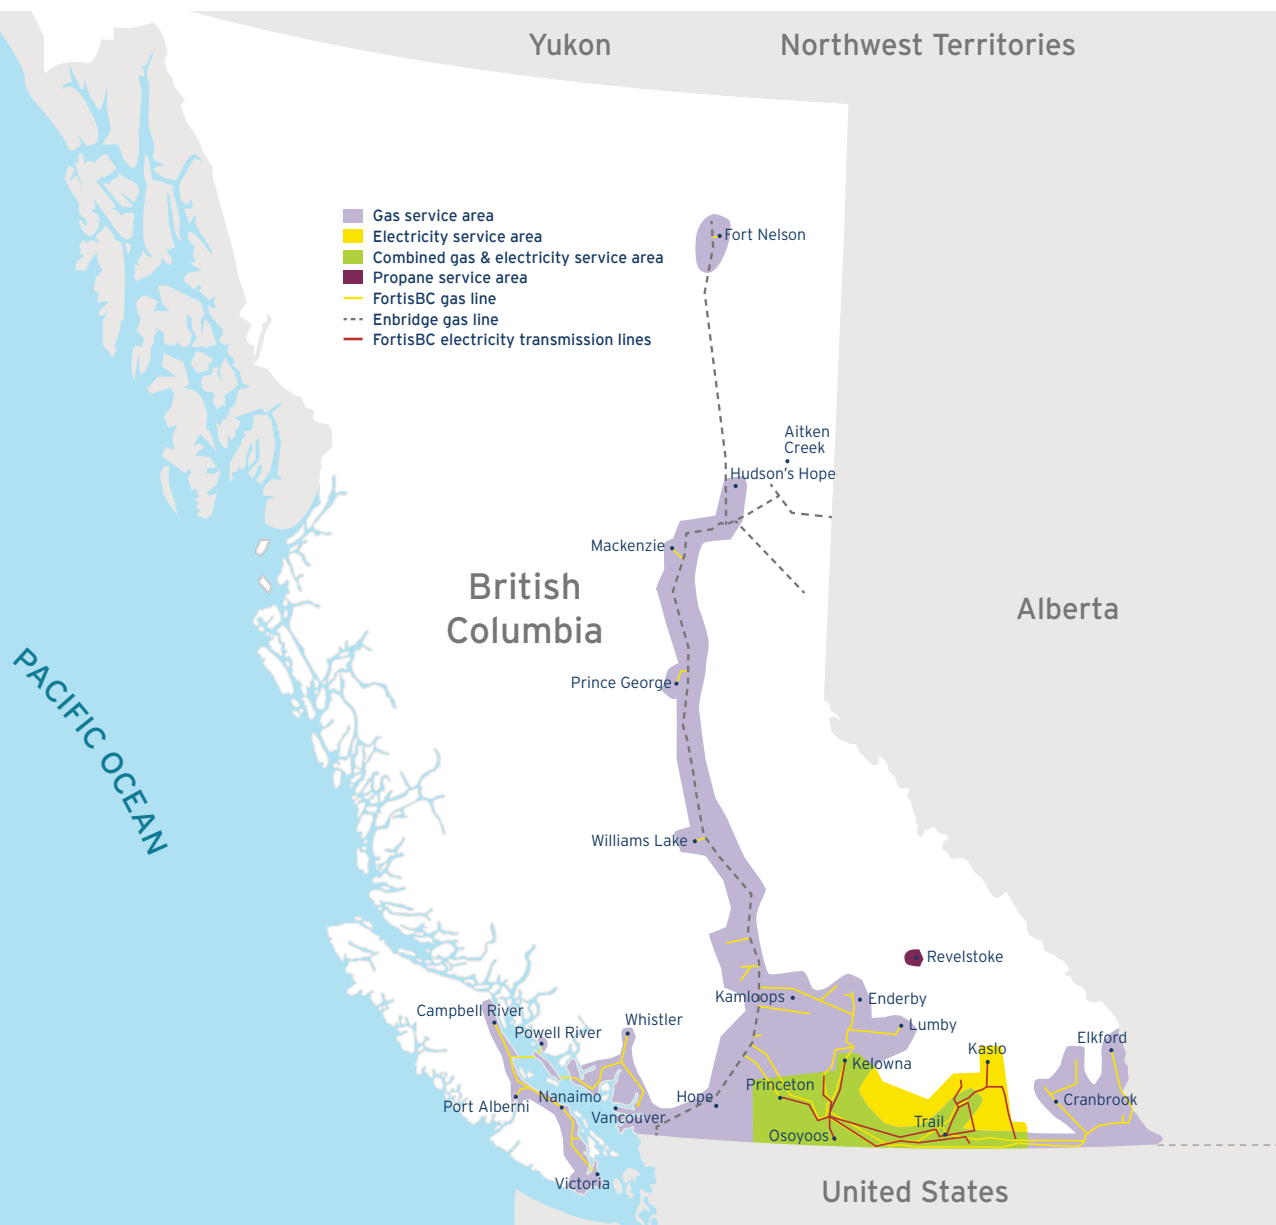 Yukon
Northwest Territories
Gas service area
Electricity service area
Combined gas & electricity service area
Propane service area
FortisBC gas line
Enbridge gas line
FortisBC electricity transmission lines
Fort Nelson
Aitken
Creek
Hudson's Hope
Mackenzie
British
Columbia
Alberta
PACIFIC OCEAN
Prince George
Williams Lake
Revelstoke
Kamloops
Enderby
Campbell River
Powell River
Whistler
Lumby
Elkford
Kaslo
Kelowna
Princeton
Hope
Nanaimo
Port Alberni
Vancouver
Cranbrook
Trail
Osoyoos
Victoria
United States